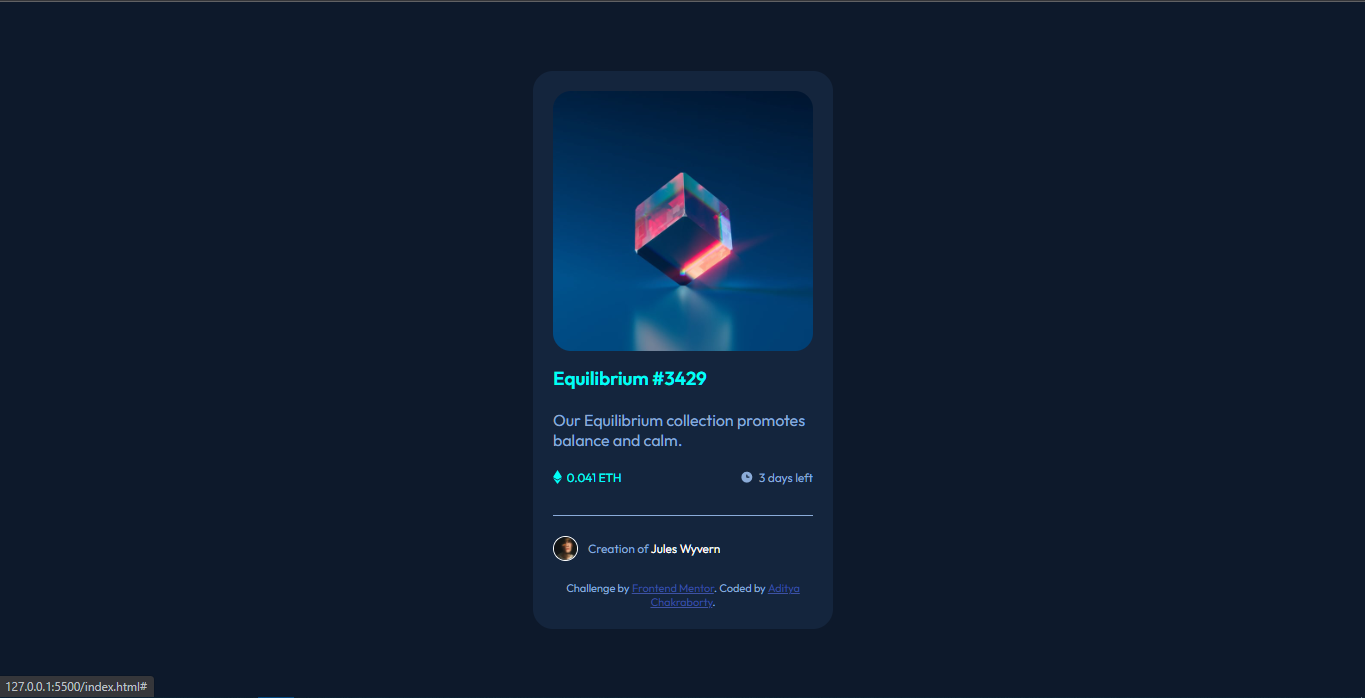 Equilibrium #3429
Our Equilibrium collection promotes
balance and calm.
0.041 ETH
3 days left
Creation of Jules Wyvern
Challenge by Frontend Mentor. Coded by Aditya
Chakraborty.
127.0.0.1:5500/index.html#